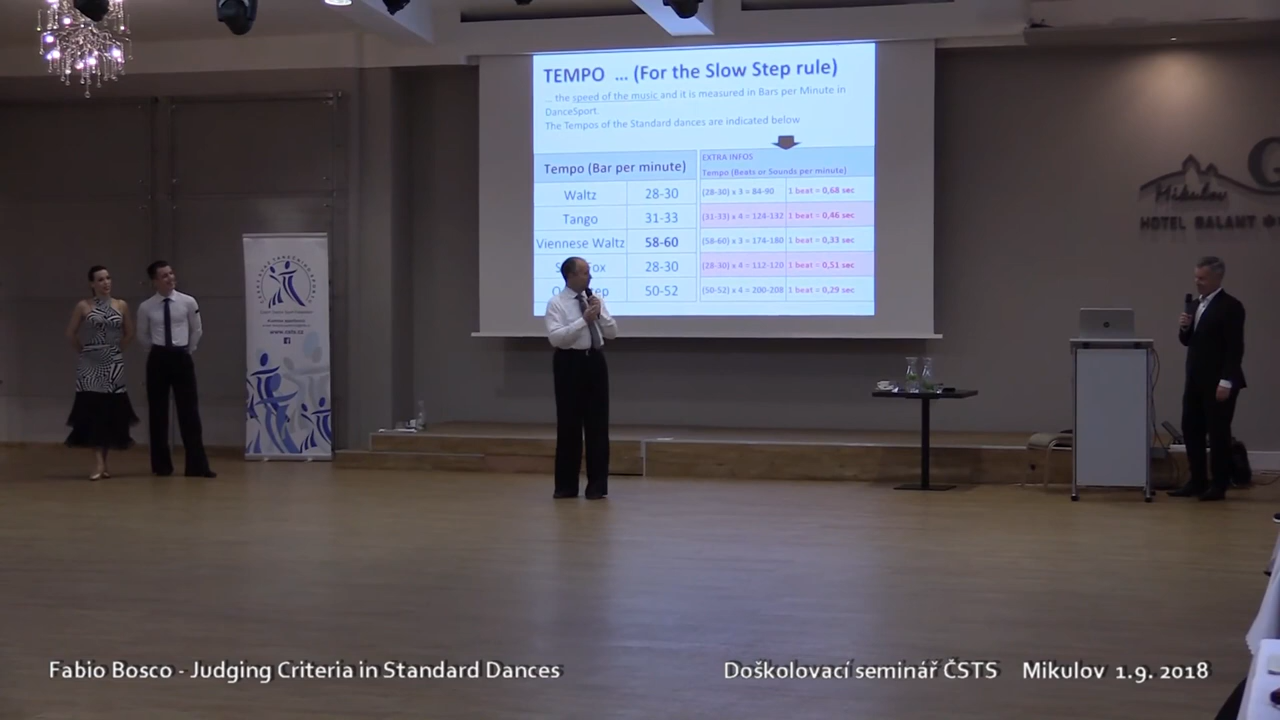 TEMPO ... (For the Slow Step rule)
... the speed of the music and it is measured in Bars per Minute in
DanceSport.
The Tempos of the Standard dances are indicated below
Tempo (Bar per minute)
EXTRA INFOS
Tempo (Beats or Sounds per minute)
Waltz 28-30 (28-30) x 3 = 84-90 1 beat = 0,68 sec
Tango 31-33 (31-33) x 4 = 124-132 1 beat = 0,46 sec
Viennese Waltz 58-60 (58-60) x 3 = 174-180 1 beat = 0,33 sec
Fox 28-30 (28-30) x 4 = 112-120 1 beat = 0,51 sec
50-52 (50-52) x 4 = 200-208 1 beat = 0,29 sec
Mikulov
HOTEL GALANT
www.csts.cz
Fabio Bosco - Judging Criteria in Standard Dances
Doškolovací seminář ČSTS Mikulov 1.9. 2018